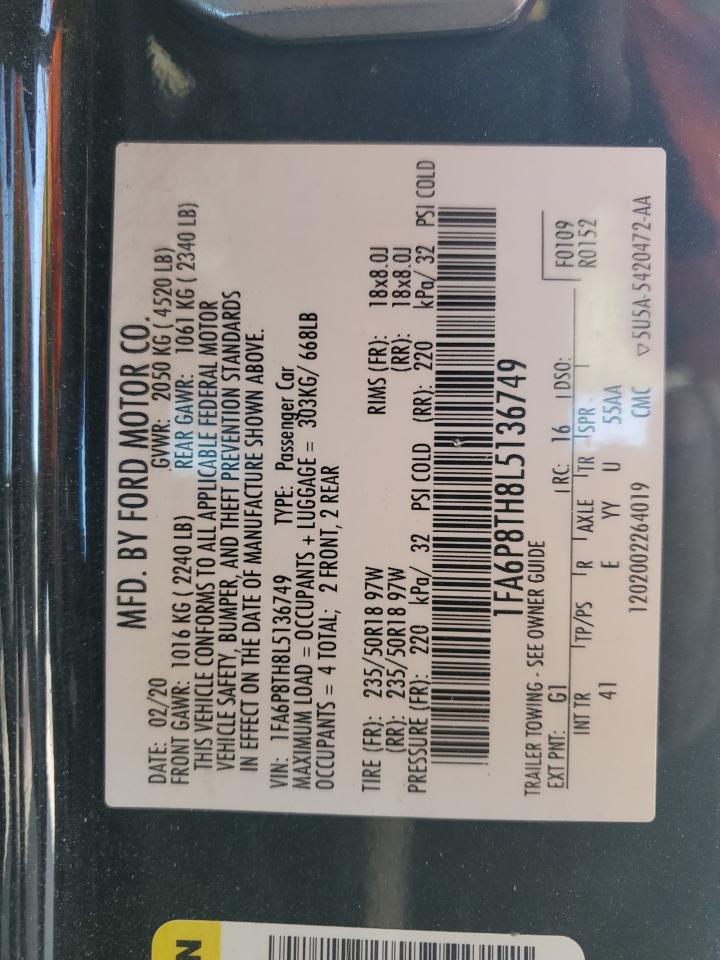 MFD. BY FORD MOTOR CO.
DATE: 02/20 GVWR: 2050 KG ( 4520 LB)
FRONT GAWR: 1016 KG ( 2240 LB) REAR GAWR: 1061 KG ( 2340 LB)
THIS VEHICLE CONFORMS TO ALL APPLICABLE FEDERAL MOTOR
VEHICLE SAFETY, BUMPER, AND THEFT PREVENTION STANDARDS
IN EFFECT ON THE DATE OF MANUFACTURE SHOWN ABOVE.
VIN: 1FA6P8TH8L5136749 TYPE: Passenger Car
MAXIMUM LOAD = OCCUPANTS + LUGGAGE = 303KG/ 668LB
OCCUPANTS = 4 TOTAL; 2 FRONT, 2 REAR
TIRE (FR): 235/50R18 97W RIMS (FR): 18x8.0J
(RR): 235/50R18 97W (RR): 18x8.0J
PRESSURE (FR): 220 kPa/ 32 PSI COLD (RR): 220 kPa/ 32 PSI COLD
1FA6P8TH8L5136749
TRAILER TOWING - SEE OWNER GUIDE
EXT PNT: G1 RC: 16 DSO: F0109
R0152
INT TR TP/PS R AXLE TR SPR
41 E YY U 55AA
1202002264019 CMC ▽5U5A-5420472-AA
N